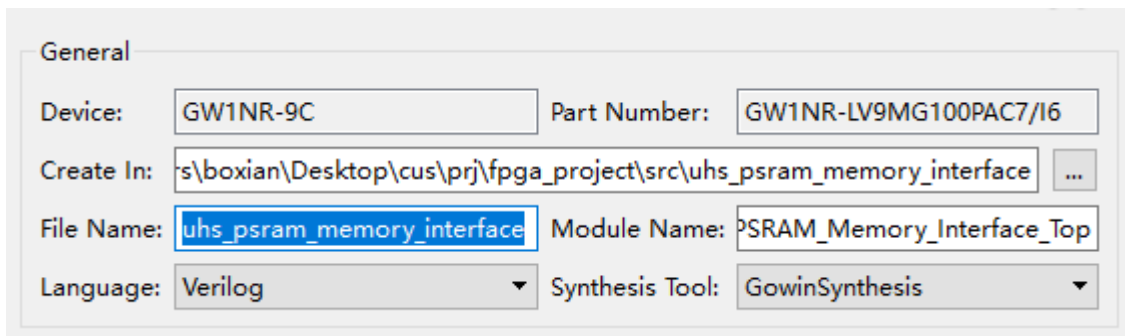 General
Device: GW1NR-9C Part Number: GW1NR-LV9MG100PAC7/I6
Create In: rs\boxian\Desktop\cus\prj\fpga_project\src\uhs_psram_memory_interface ...
File Name: uhs_psram_memory_interface Module Name: PSRAM_Memory_Interface_Top
Language: Verilog Synthesis Tool: GowinSynthesis